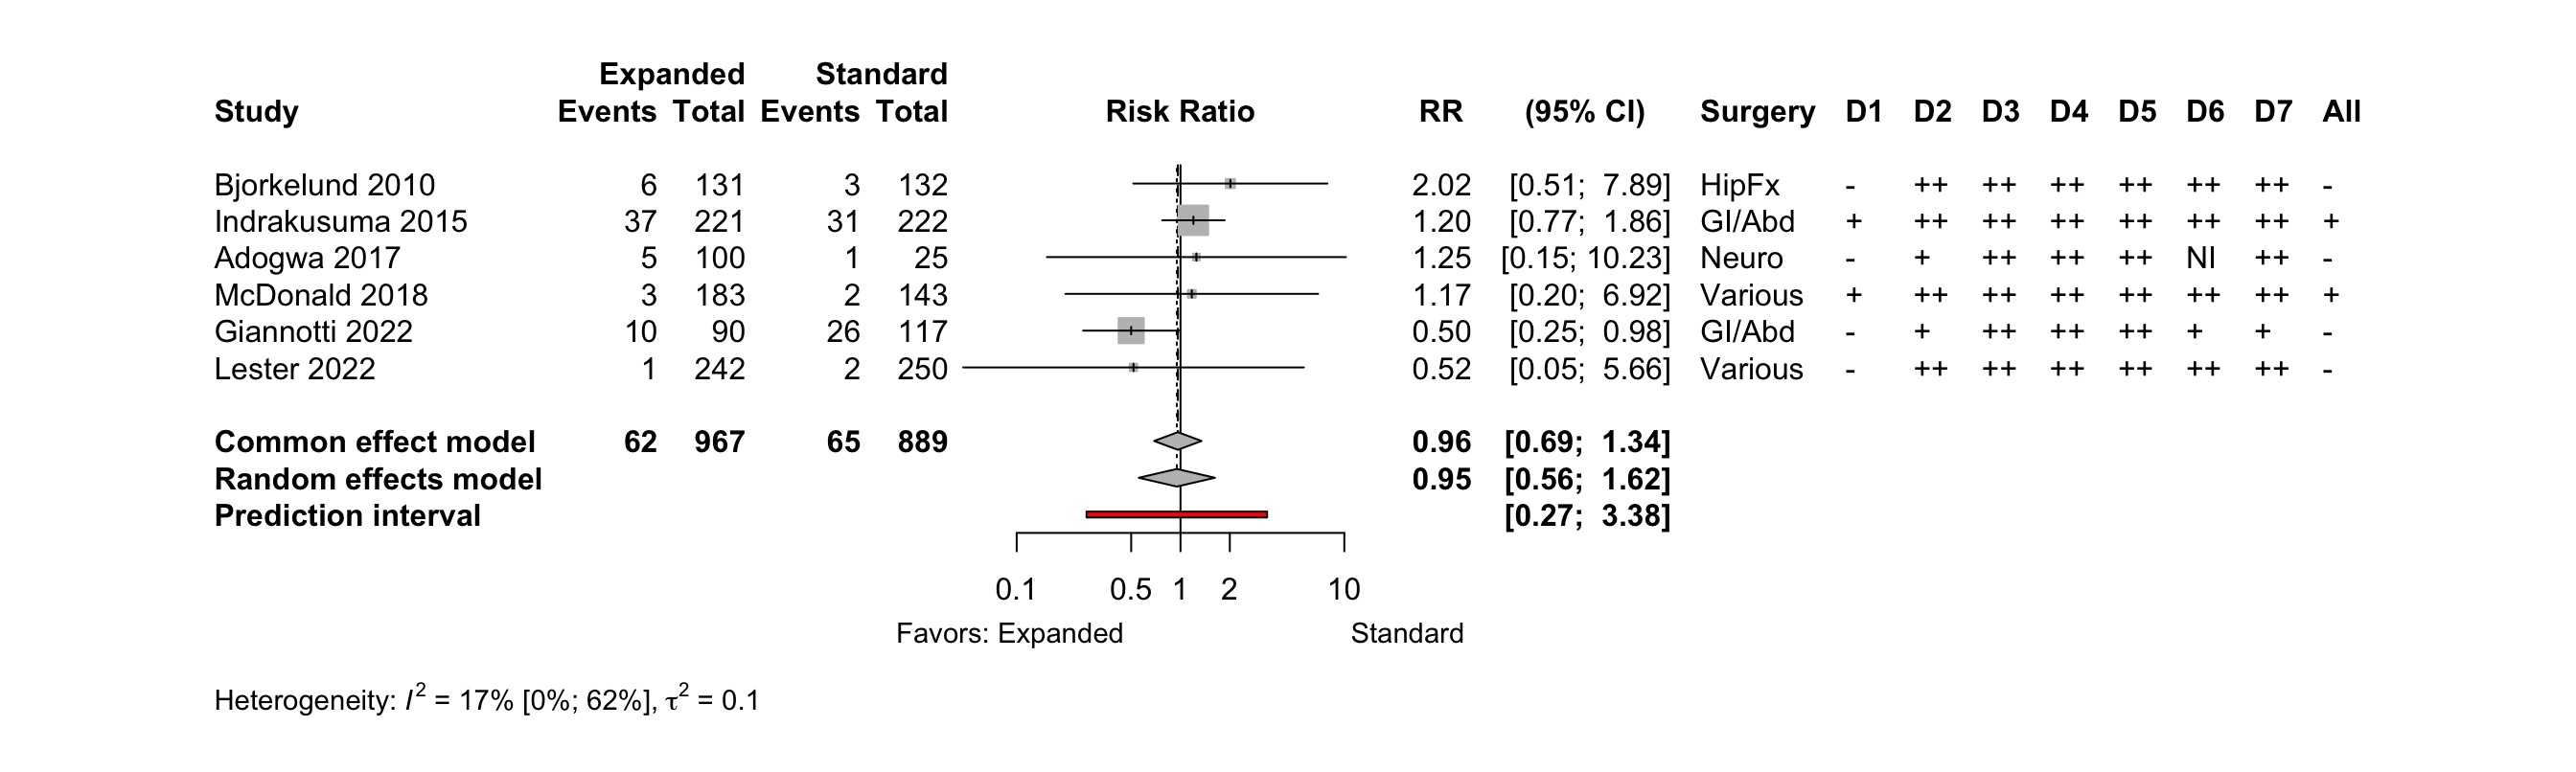 Expanded Standard
Study Events Total Events Total Risk Ratio RR (95% CI) Surgery D1 D2 D3 D4 D5 D6 D7 All
Bjorkelund 2010 6 131 3 132 2.02 [0.51; 7.89] HipFx - ++ ++ ++ ++ ++ ++ -
Indrakusuma 2015 37 221 31 222 1.20 [0.77; 1.86] GI/Abd + ++ ++ ++ ++ ++ ++ +
Adogwa 2017 5 100 1 25 1.25 [0.15; 10.23] Neuro - + ++ ++ ++ NI ++ -
McDonald 2018 3 183 2 143 1.17 [0.20; 6.92] Various + ++ ++ ++ ++ ++ ++ +
Giannotti 2022 10 90 26 117 0.50 [0.25; 0.98] GI/Abd - + ++ ++ ++ + + -
Lester 2022 1 242 2 250 0.52 [0.05; 5.66] Various - ++ ++ ++ ++ ++ ++ -
Common effect model 62 967 65 889 0.96 [0.69; 1.34]
Random effects model 0.95 [0.56; 1.62]
Prediction interval [0.27; 3.38]
0.1 0.5 1 2 10
Favors: Expanded Standard
Heterogeneity: I² = 17% [0%; 62%], τ² = 0.1